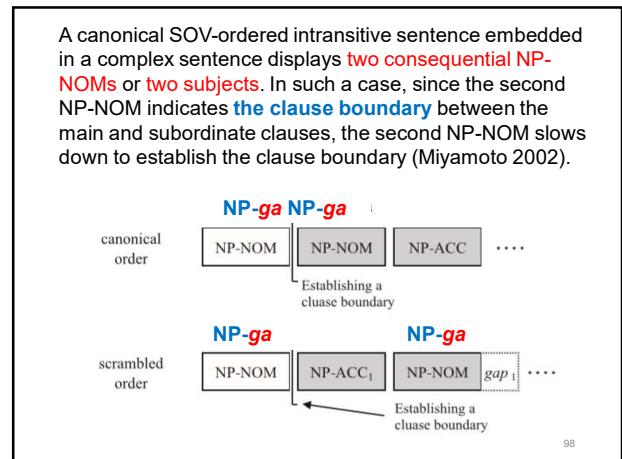 A canonical SOV-ordered intransitive sentence embedded
in a complex sentence displays two consequential NP-
NOMs or two subjects. In such a case, since the second
NP-NOM indicates the clause boundary between the
main and subordinate clauses, the second NP-NOM slows
down to establish the clause boundary (Miyamoto 2002).
NP-ga NP-ga
canonical
order
NP-NOM NP-NOM NP-ACC ····
Establishing a
cluase boundary
NP-ga NP-ga
scrambled
order
NP-NOM NP-ACC1 NP-NOM gap 1 ····
Establishing a
cluase boundary
98